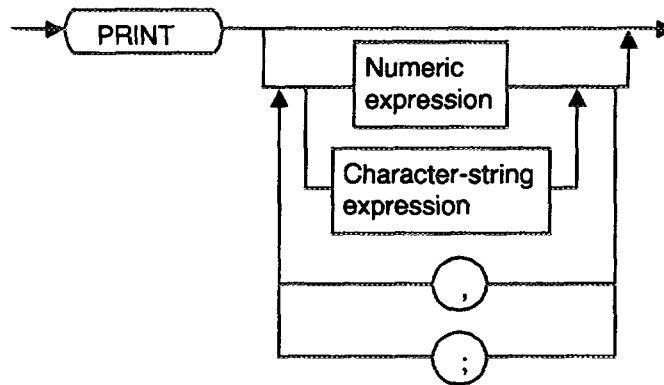 PRINT
Numeric
expression
Character-string
expression
,
;